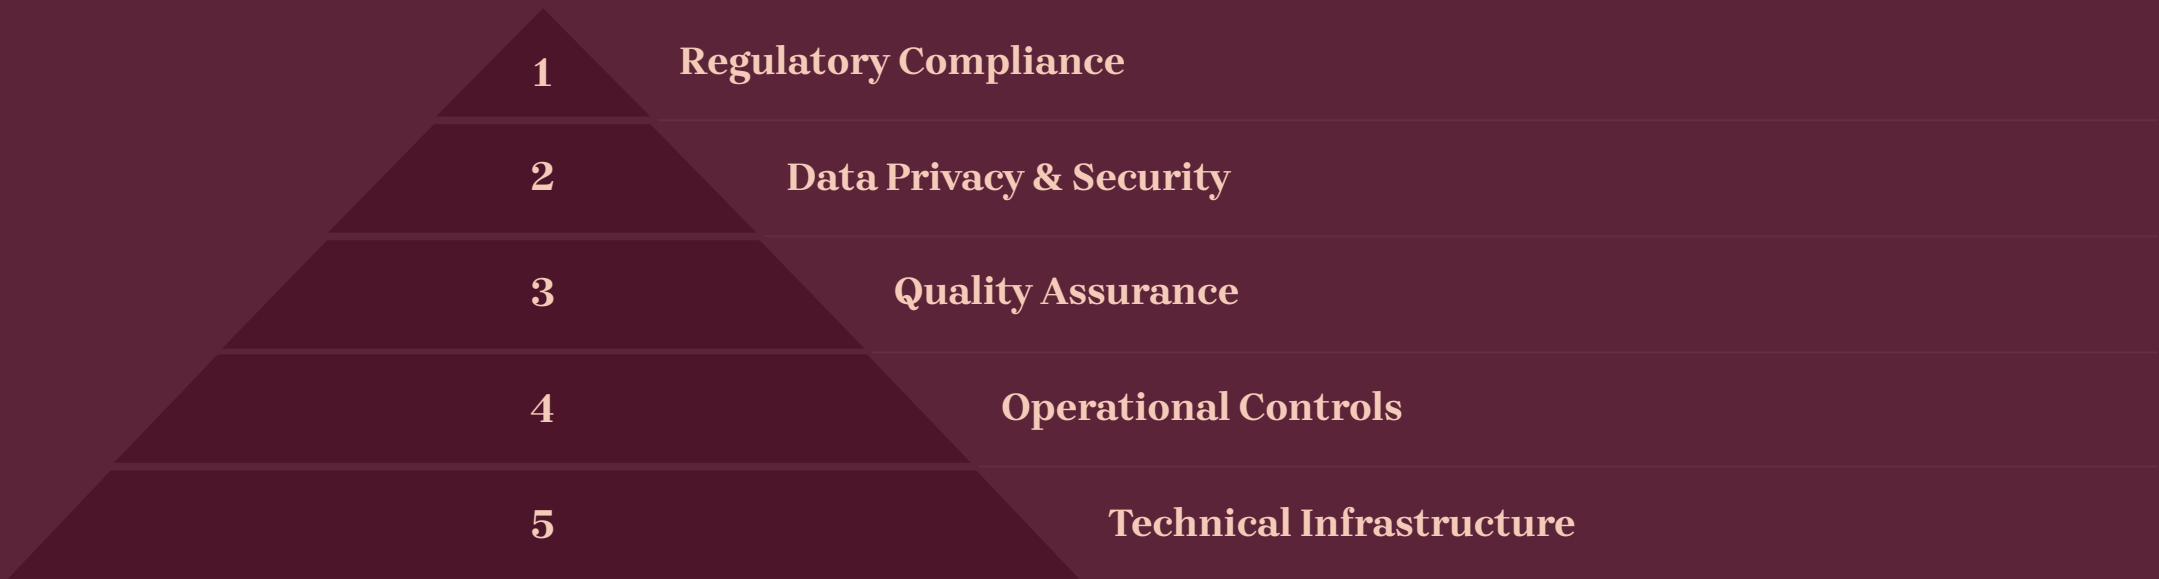 1 Regulatory Compliance
2 Data Privacy & Security
3 Quality Assurance
4 Operational Controls
5 Technical Infrastructure